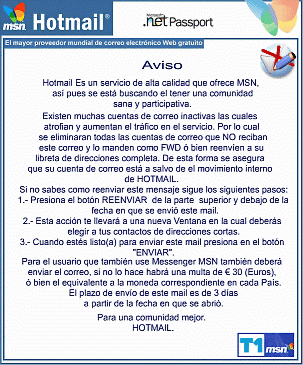 msn Hotmail® Microsoft .net Passport
El mayor proveedor mundial de correo electrónico Web gratuito
Aviso
Hotmail Es un servicio de alta calidad que ofrece MSN,
así pues se está buscando el tener una comunidad
sana y participativa.
Existen muchas cuentas de correo inactivas las cuales
atrofian y aumentan el tráfico en el servicio. Por lo cual
se eliminaran todas las cuentas de correo que NO reciban
este correo y lo manden como FWD ó bien reenvíen a su
libreta de direcciones completa. De esta forma se asegura
que su cuenta de correo está a salvo de el movimiento interno
de HOTMAIL.
Si no sabes como reenviar este mensaje sigue los siguientes pasos:
1.- Presiona el botón REENVIAR de la parte superior y debajo de la
fecha en que se envió este mail.
2.- Esta acción te llevará a una nueva Ventana en la cual deberás
elegir a tus contactos de direcciones cortas.
3.- Cuando estés listo(a) para enviar este mail presiona en el botón
"ENVIAR".
Para el usuario que también use Messenger MSN también deberá
enviar el correo, si no lo hace habrá una multa de € 30 (Euros),
ó bien el equivalente a la moneda correspondiente en cada País.
El plazo de envío de este mail es de 3 días
a partir de la fecha en que se abrió.
Para una comunidad mejor.
HOTMAIL.
T1 msn